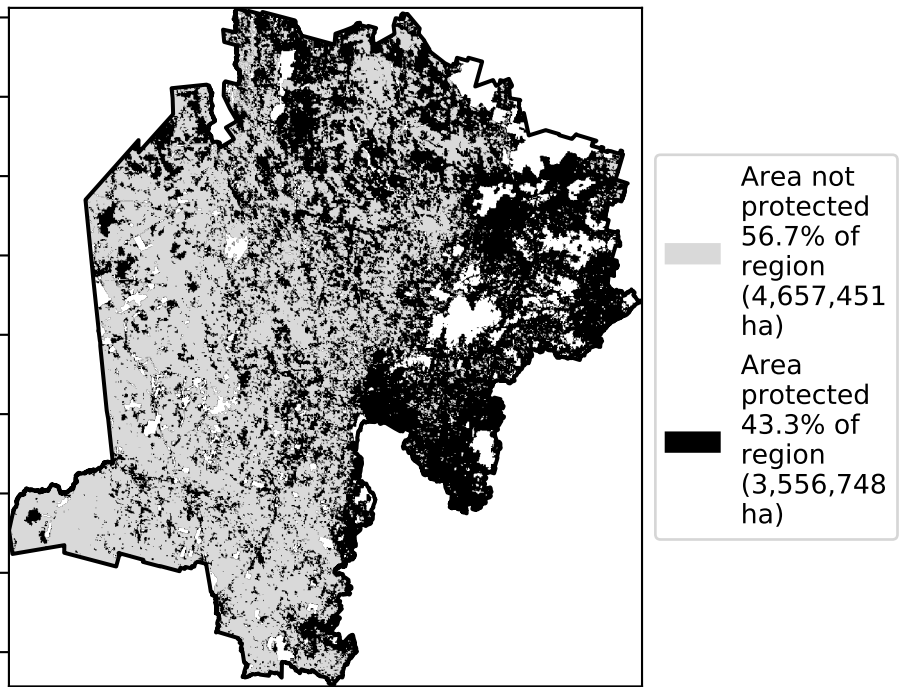 Area not
protected
56.7% of
region
(4,657,451
ha)
Area
protected
43.3% of
region
(3,556,748
ha)